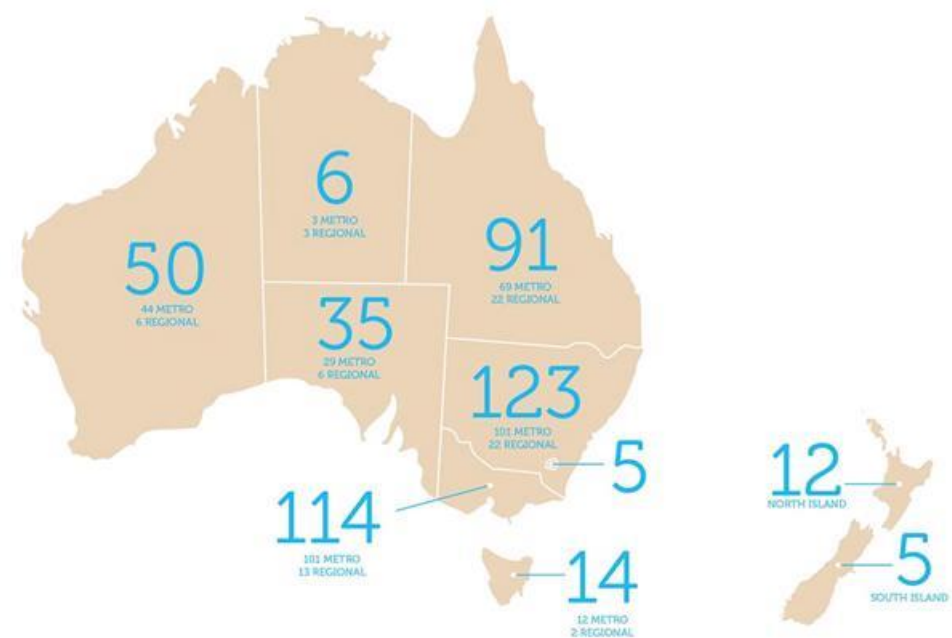 6
3 METRO
3 REGIONAL
50
44 METRO
6 REGIONAL
91
69 METRO
22 REGIONAL
35
29 METRO
6 REGIONAL
123
101 METRO
22 REGIONAL
5
114
101 METRO
13 REGIONAL
14
12 METRO
2 REGIONAL
12
NORTH ISLAND
5
SOUTH ISLAND